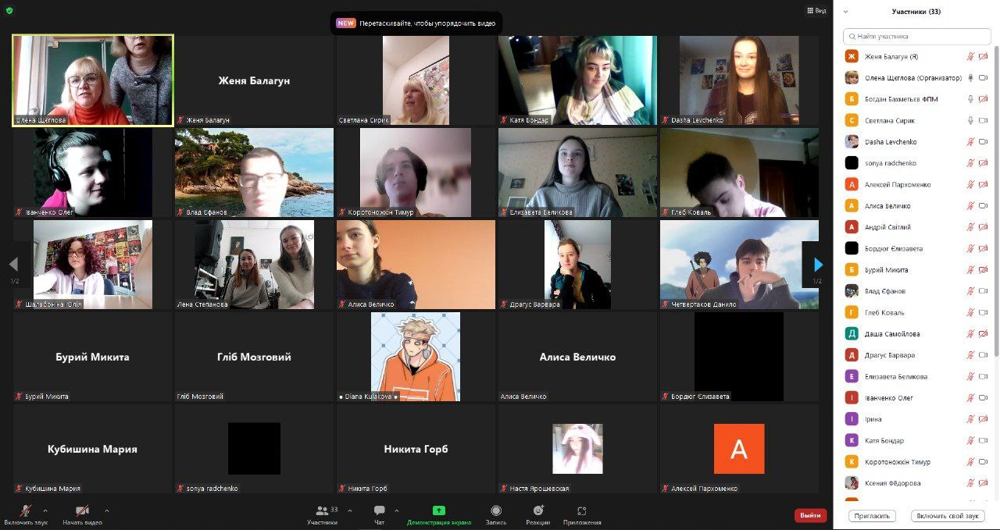 NEW Перетаскивайте, чтобы упорядочить видео
Вид
Олена Щєглова
Женя Балагун
Женя Балагун
Светлана Сирик
Катя Бондар
Dasha Levchenko
Іванченко Олег
Влад Єфанов
Коротоножкін Тимур
Елизавета Беликова
Глеб Коваль
1/2
Шалабоніна Юлія
Лена Степанова
Алиса Величко
Драгус Варвара
Четвертаков Данило
1/2
Бурий Микита
Бурий Микита
Гліб Мозговий
Гліб Мозговий
● Diana Kulakova ●
Алиса Величко
Алиса Величко
Бордюг Єлизавета
Кубишина Мария
Кубишина Мария
sonya radchenko
Никита Горб
Никита Горб
Настя Ярошевская
А
Алексей Пархоменко
Включить звук
Начать видео
33
Участники
Чат
Демонстрация экрана
Запись
Реакции
Приложения
Выйти
Участники (33)
Найти участника
Ж Женя Балагун (Я)
Олена Щєглова (Организатор)
Б Богдан Бахметьєв ФПМ
С Светлана Сирик
Dasha Levchenko
sonya radchenko
А Алексей Пархоменко
А Алиса Величко
А Андрій Світлий
Бордюг Єлизавета
Б Бурий Микита
Влад Єфанов
Г Глеб Коваль
Д Даша Самойлова
Д Драгус Варвара
Е Елизавета Беликова
І Іванченко Олег
І Ірина
К Катя Бондар
К Коротоножкін Тимур
Ксения Фёдорова
Пригласить
Включить свой звук